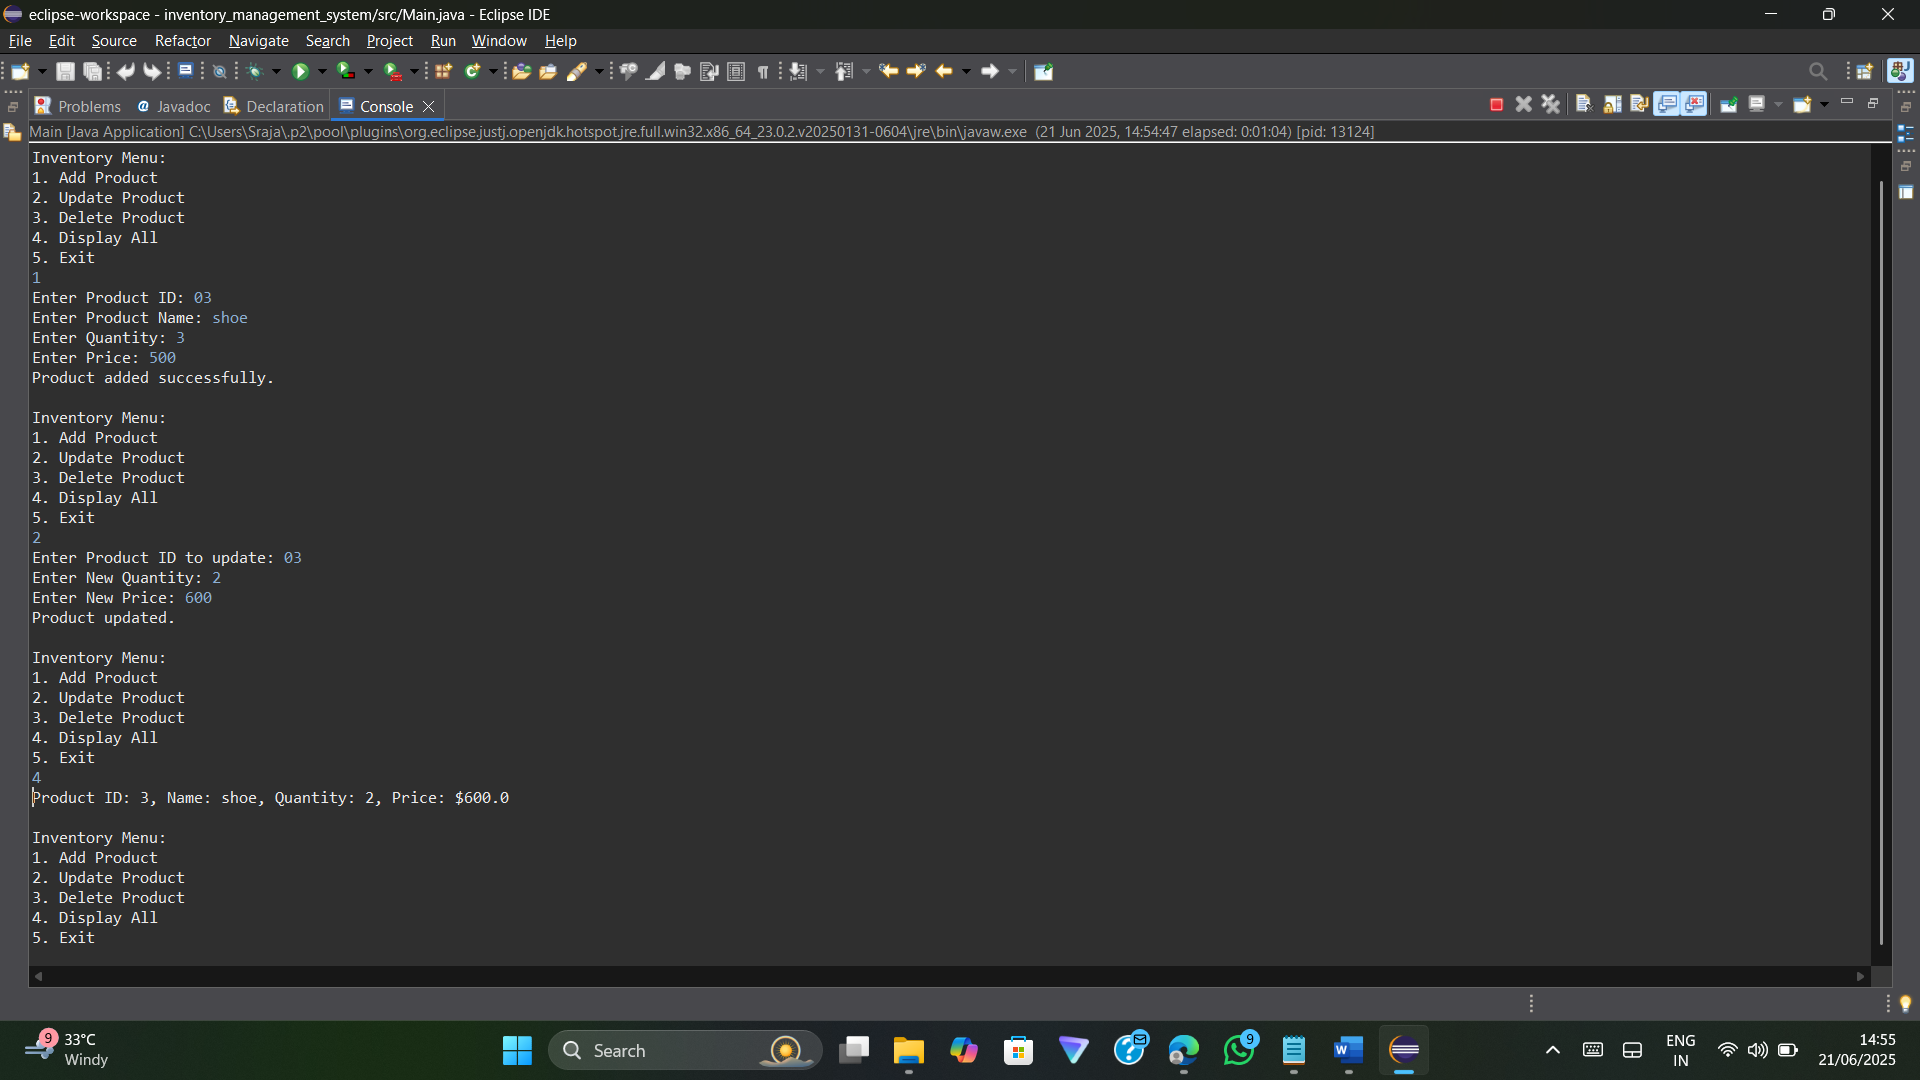 eclipse-workspace - inventory_management_system/src/Main.java - Eclipse IDE
File Edit Source Refactor Navigate Search Project Run Window Help
Problems Javadoc Declaration Console
Main [Java Application] C:\Users\Sraja\.p2\pool\plugins\org.eclipse.justj.openjdk.hotspot.jre.full.win32.x86_64_23.0.2.v20250131-0604\jre\bin\javaw.exe (21 Jun 2025, 14:54:47 elapsed: 0:01:04) [pid: 13124]
Inventory Menu:
1. Add Product
2. Update Product
3. Delete Product
4. Display All
5. Exit
1
Enter Product ID: 03
Enter Product Name: shoe
Enter Quantity: 3
Enter Price: 500
Product added successfully.
Inventory Menu:
1. Add Product
2. Update Product
3. Delete Product
4. Display All
5. Exit
2
Enter Product ID to update: 03
Enter New Quantity: 2
Enter New Price: 600
Product updated.
Inventory Menu:
1. Add Product
2. Update Product
3. Delete Product
4. Display All
5. Exit
4
Product ID: 3, Name: shoe, Quantity: 2, Price: $600.0
Inventory Menu:
1. Add Product
2. Update Product
3. Delete Product
4. Display All
5. Exit
9 33°C
Windy
Search
9
ENG
IN
14:55
21/06/2025